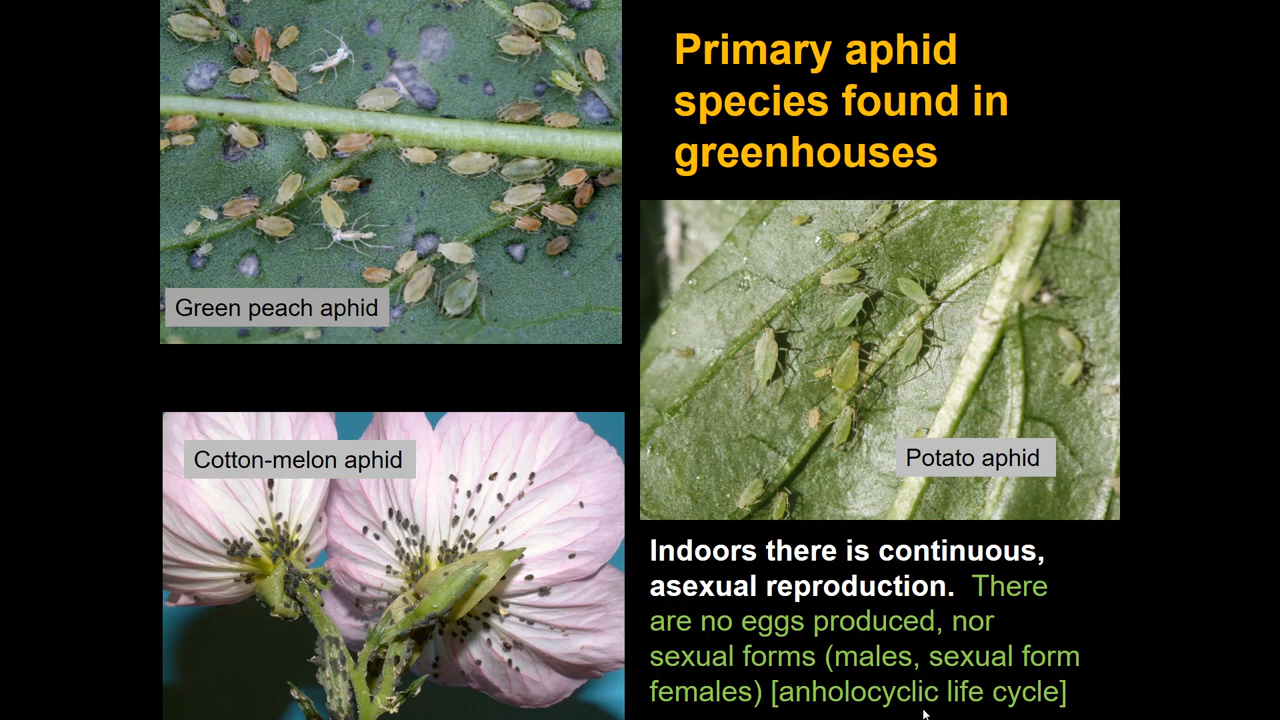 Primary aphid
species found in
greenhouses
Green peach aphid
Cotton-melon aphid
Potato aphid
Indoors there is continuous,
asexual reproduction.  There
are no eggs produced, nor
sexual forms (males, sexual form
females) [anholocyclic life cycle]